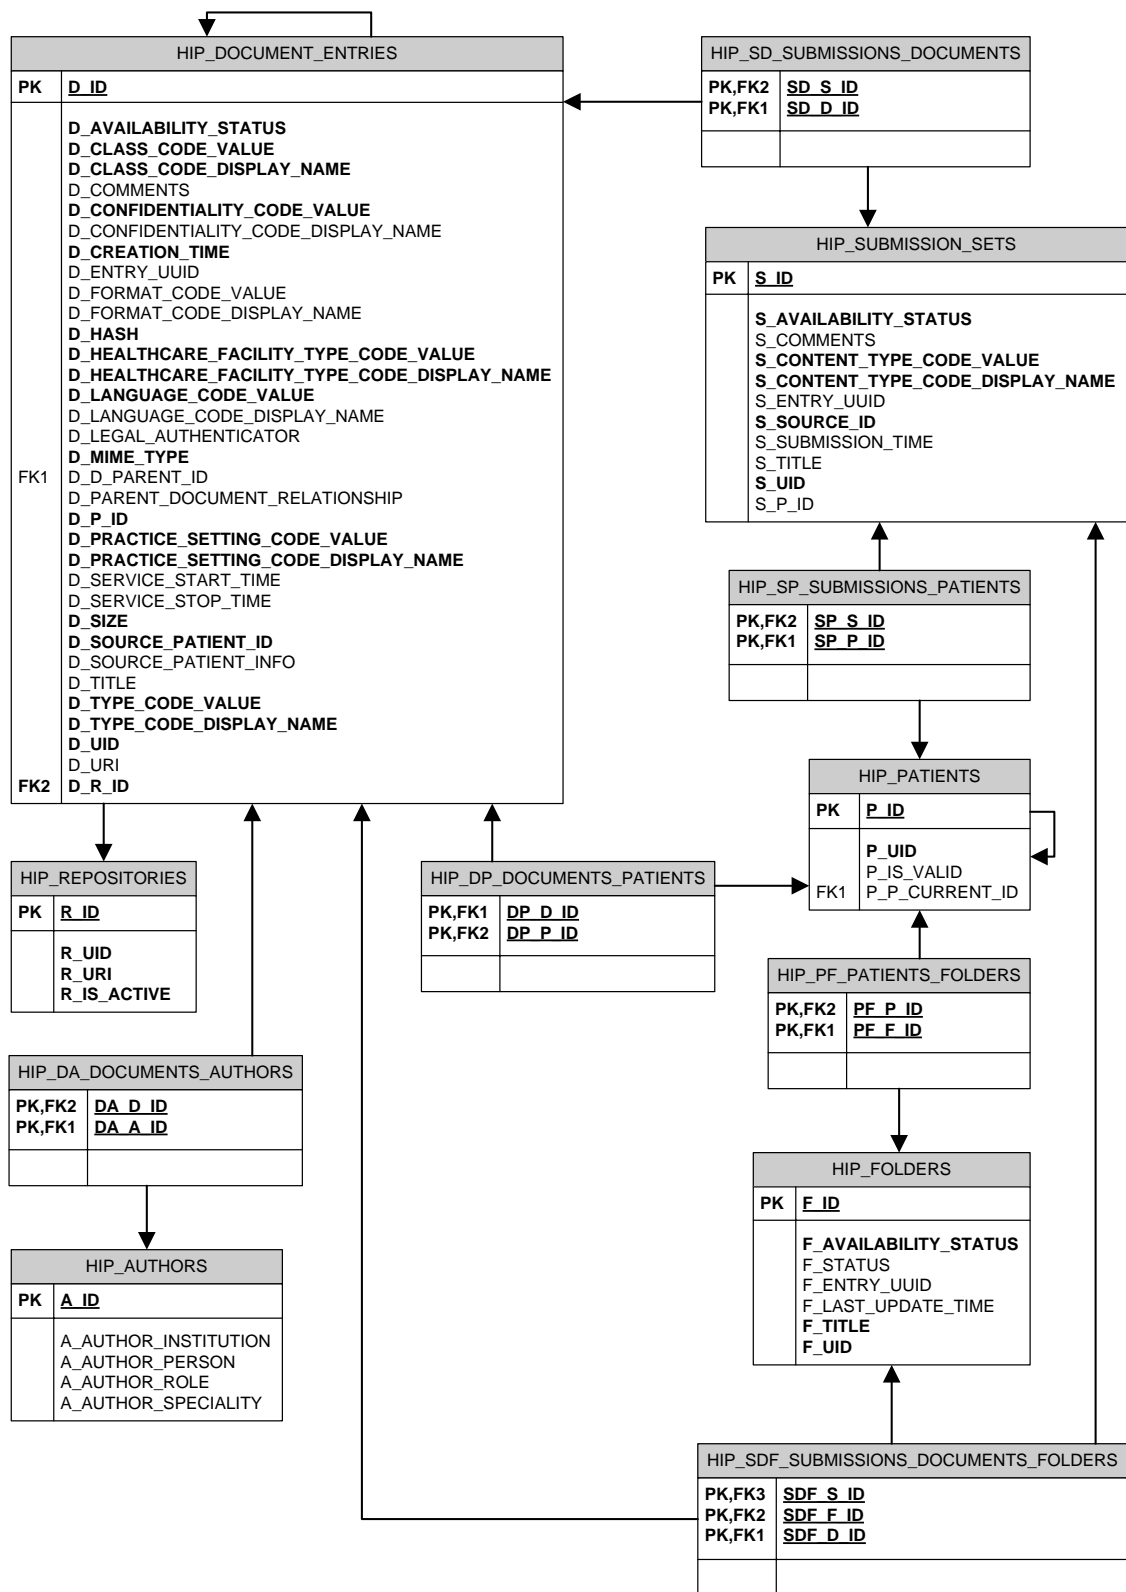 HIP_DOCUMENT_ENTRIES
PK D_ID
D_AVAILABILITY_STATUS
D_CLASS_CODE_VALUE
D_CLASS_CODE_DISPLAY_NAME
D_COMMENTS
D_CONFIDENTIALITY_CODE_VALUE
D_CONFIDENTIALITY_CODE_DISPLAY_NAME
D_CREATION_TIME
D_ENTRY_UUID
D_FORMAT_CODE_VALUE
D_FORMAT_CODE_DISPLAY_NAME
D_HASH
D_HEALTHCARE_FACILITY_TYPE_CODE_VALUE
D_HEALTHCARE_FACILITY_TYPE_CODE_DISPLAY_NAME
D_LANGUAGE_CODE_VALUE
D_LANGUAGE_CODE_DISPLAY_NAME
D_LEGAL_AUTHENTICATOR
D_MIME_TYPE
FK1 D_D_PARENT_ID
D_PARENT_DOCUMENT_RELATIONSHIP
D_P_ID
D_PRACTICE_SETTING_CODE_VALUE
D_PRACTICE_SETTING_CODE_DISPLAY_NAME
D_SERVICE_START_TIME
D_SERVICE_STOP_TIME
D_SIZE
D_SOURCE_PATIENT_ID
D_SOURCE_PATIENT_INFO
D_TITLE
D_TYPE_CODE_VALUE
D_TYPE_CODE_DISPLAY_NAME
D_UID
D_URI
FK2 D_R_ID
HIP_SD_SUBMISSIONS_DOCUMENTS
PK,FK2 SD_S_ID
PK,FK1 SD_D_ID
HIP_SUBMISSION_SETS
PK S_ID
S_AVAILABILITY_STATUS
S_COMMENTS
S_CONTENT_TYPE_CODE_VALUE
S_CONTENT_TYPE_CODE_DISPLAY_NAME
S_ENTRY_UUID
S_SOURCE_ID
S_SUBMISSION_TIME
S_TITLE
S_UID
S_P_ID
HIP_SP_SUBMISSIONS_PATIENTS
PK,FK2 SP_S_ID
PK,FK1 SP_P_ID
HIP_PATIENTS
PK P_ID
P_UID
P_IS_VALID
FK1 P_P_CURRENT_ID
HIP_REPOSITORIES
PK R_ID
R_UID
R_URI
R_IS_ACTIVE
HIP_DP_DOCUMENTS_PATIENTS
PK,FK1 DP_D_ID
PK,FK2 DP_P_ID
HIP_PF_PATIENTS_FOLDERS
PK,FK2 PF_P_ID
PK,FK1 PF_F_ID
HIP_DA_DOCUMENTS_AUTHORS
PK,FK2 DA_D_ID
PK,FK1 DA_A_ID
HIP_FOLDERS
PK F_ID
F_AVAILABILITY_STATUS
F_STATUS
F_ENTRY_UUID
F_LAST_UPDATE_TIME
F_TITLE
F_UID
HIP_AUTHORS
PK A_ID
A_AUTHOR_INSTITUTION
A_AUTHOR_PERSON
A_AUTHOR_ROLE
A_AUTHOR_SPECIALITY
HIP_SDF_SUBMISSIONS_DOCUMENTS_FOLDERS
PK,FK3 SDF_S_ID
PK,FK2 SDF_F_ID
PK,FK1 SDF_D_ID